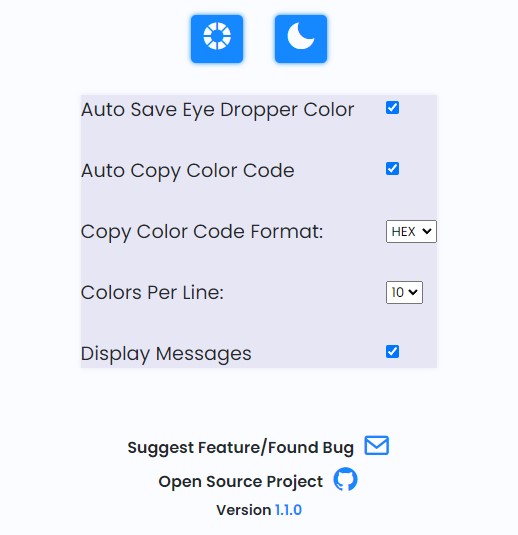 Auto Save Eye Dropper Color
Auto Copy Color Code
Copy Color Code Format: HEX
Colors Per Line: 10
Display Messages
Suggest Feature/Found Bug
Open Source Project
Version 1.1.0